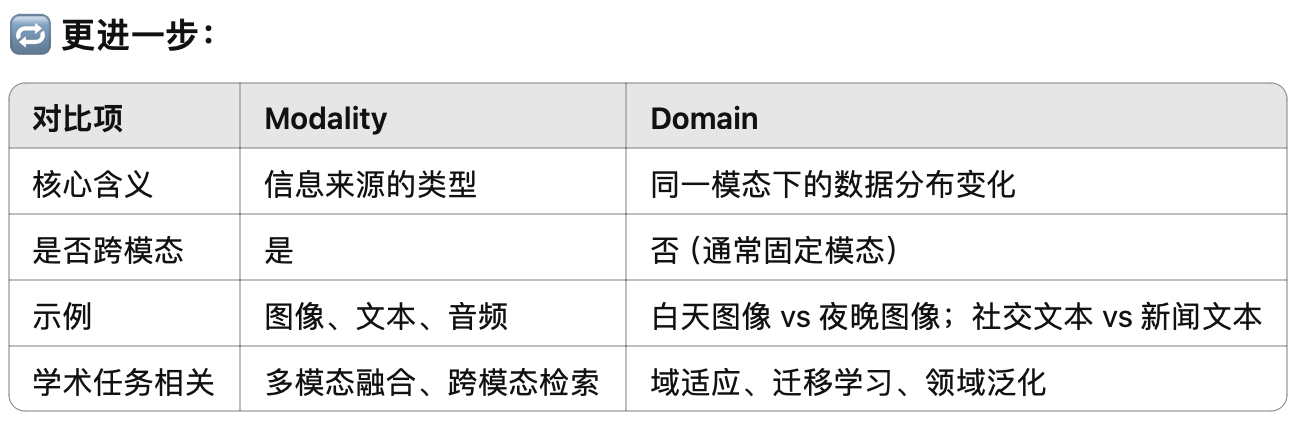 🔁 更进一步：
对比项 Modality Domain
核心含义 信息来源的类型 同一模态下的数据分布变化
是否跨模态 是 否（通常固定模态）
示例 图像、文本、音频 白天图像 vs 夜晚图像；社交文本 vs 新闻文本
学术任务相关 多模态融合、跨模态检索 域适应、迁移学习、领域泛化